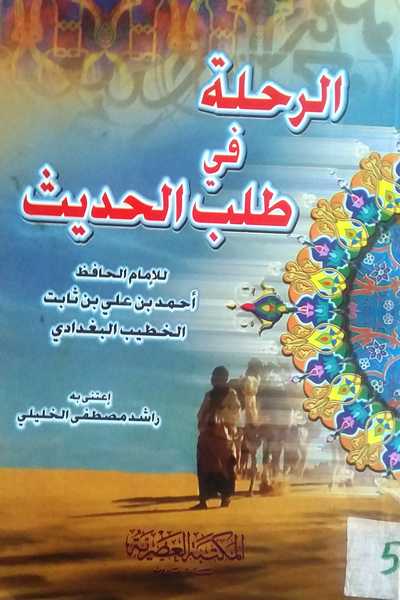 الرحلة
في
طلب الحديث
للإمام الحافظ
أحمد بن علي بن ثابت
الخطيب البغدادي
إعتنى به
راشد مصطفى الخليلي
المكتبة العصرية
5